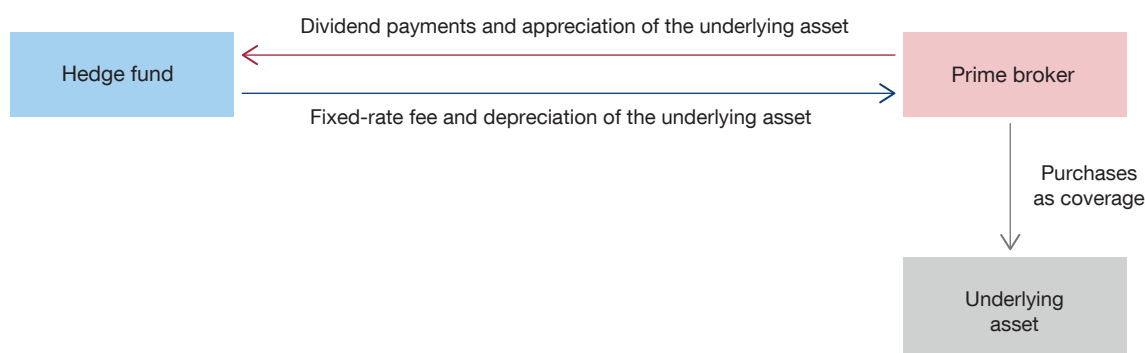 Dividend payments and appreciation of the underlying asset
Hedge fund
Prime broker
Fixed-rate fee and depreciation of the underlying asset
Purchases
as coverage
Underlying
asset